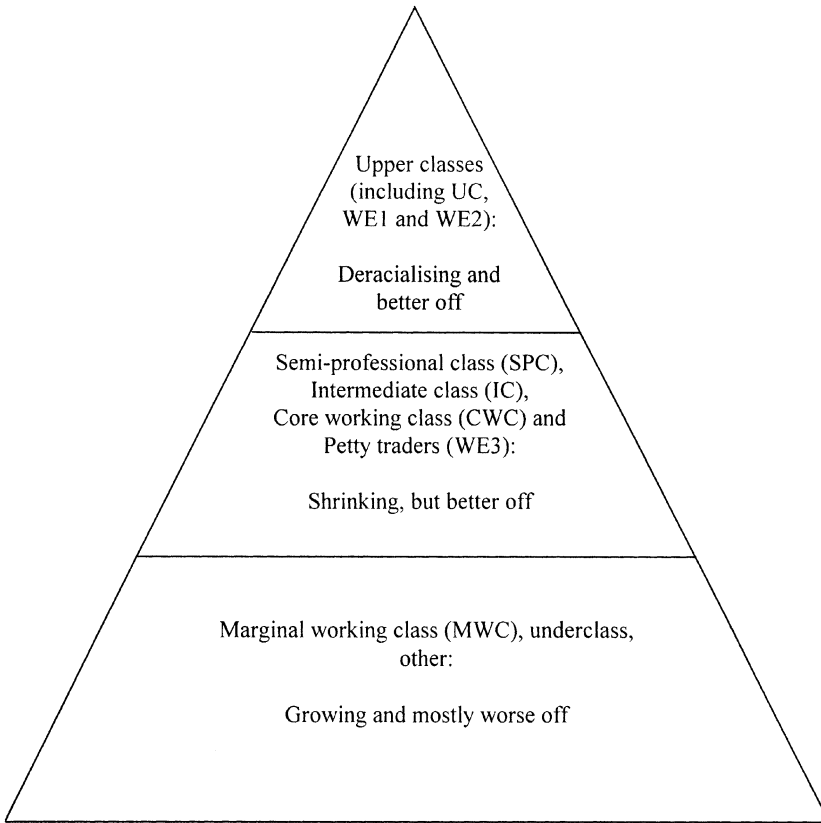 Upper classes
(including UC,
WE1 and WE2):
Deracialising and
better off
Semi-professional class (SPC),
Intermediate class (IC),
Core working class (CWC) and
Petty traders (WE3):
Shrinking, but better off
Marginal working class (MWC), underclass,
other:
Growing and mostly worse off